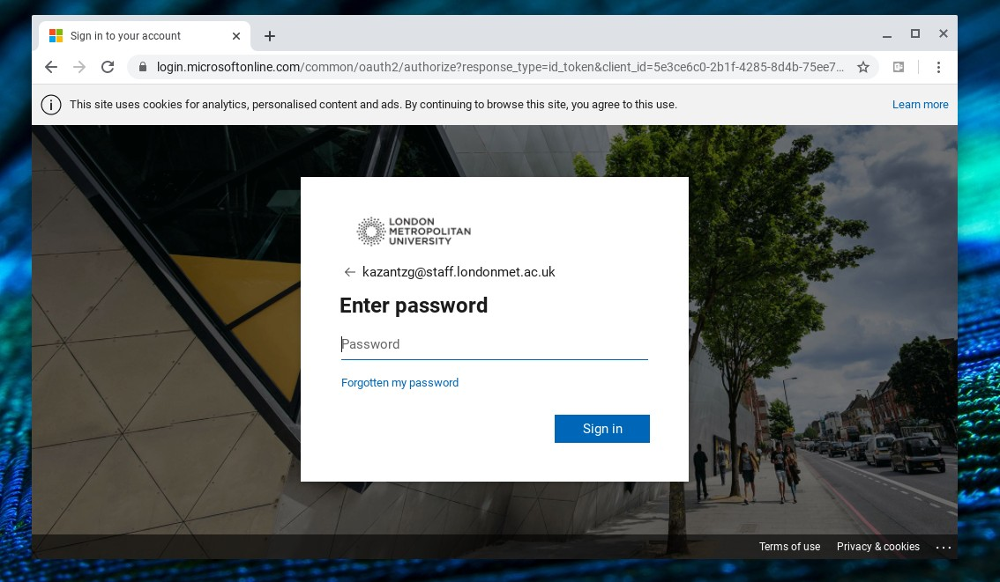 Sign in to your account
login.microsoftonline.com/common/oauth2/authorize?response_type=id_token&client_id=5e3ce6c0-2b1f-4285-8d4b-75ee7...
This site uses cookies for analytics, personalised content and ads. By continuing to browse this site, you agree to this use.
Learn more
LONDON
METROPOLITAN
UNIVERSITY
kazantzg@staff.londonmet.ac.uk
Enter password
Password
Forgotten my password
Sign in
Terms of use
Privacy & cookies